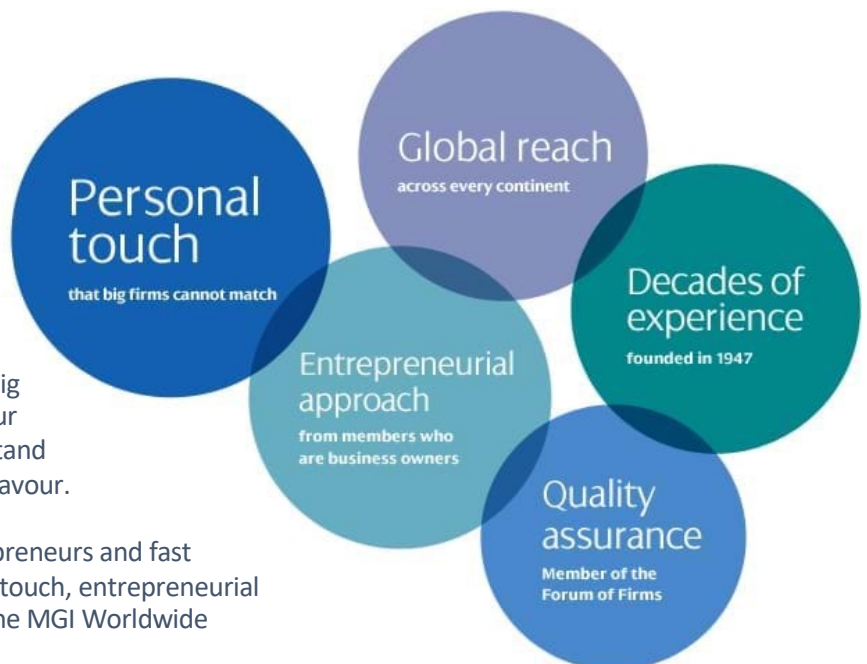 Personal
touch
that big firms cannot match
Global reach
across every continent
Decades of
experience
founded in 1947
Entrepreneurial
approach
from members who
are business owners
Quality
assurance
Member of the
Forum of Firms
ig
ur
tand
avour.
preneurs and fast
touch, entrepreneurial
he MGI Worldwide